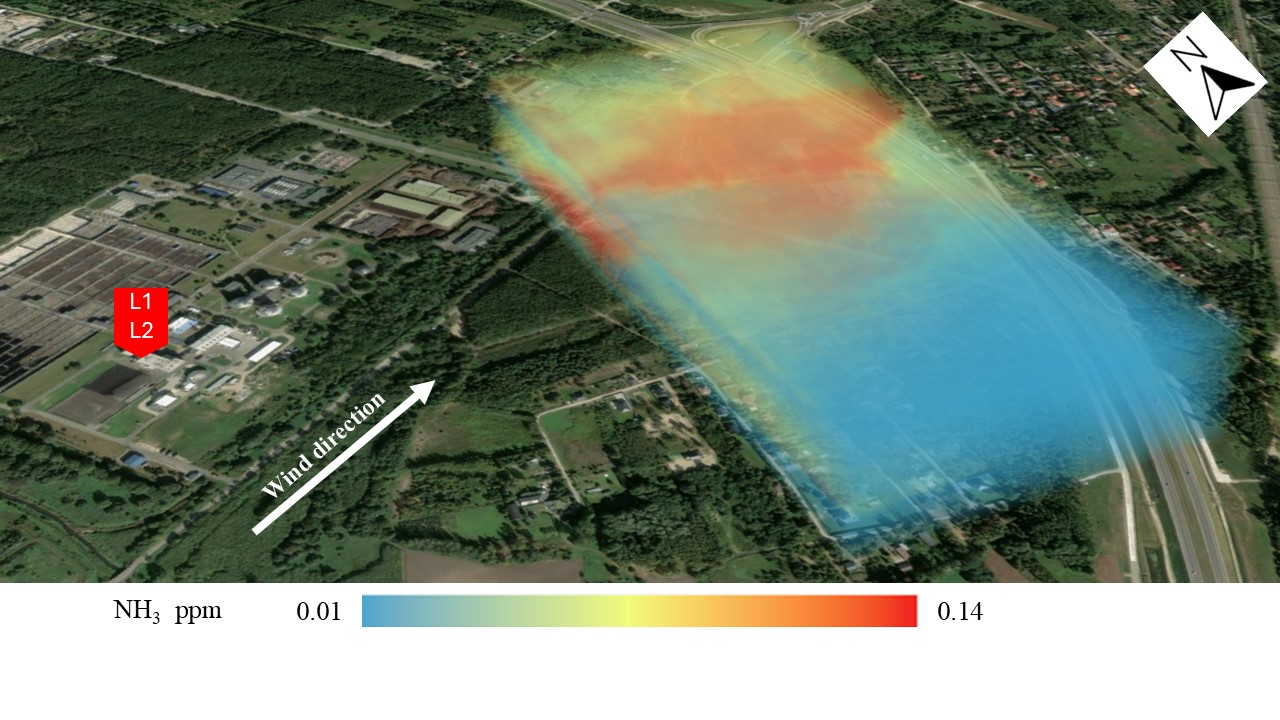 N
L1
L2
Wind direction
NH₃ ppm 0.01 0.14